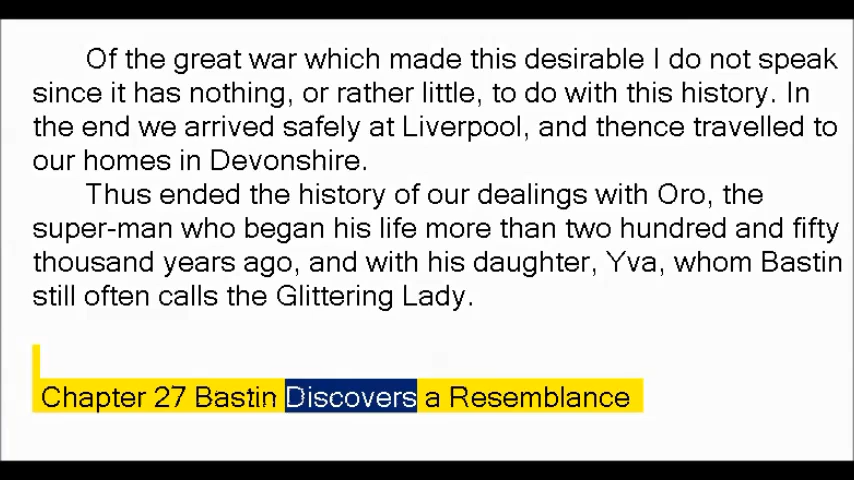 Of the great war which made this desirable I do not speak
since it has nothing, or rather little, to do with this history. In
the end we arrived safely at Liverpool, and thence travelled to
our homes in Devonshire.
Thus ended the history of our dealings with Oro, the
super-man who began his life more than two hundred and fifty
thousand years ago, and with his daughter, Yva, whom Bastin
still often calls the Glittering Lady.
Chapter 27 Bastin Discovers a Resemblance